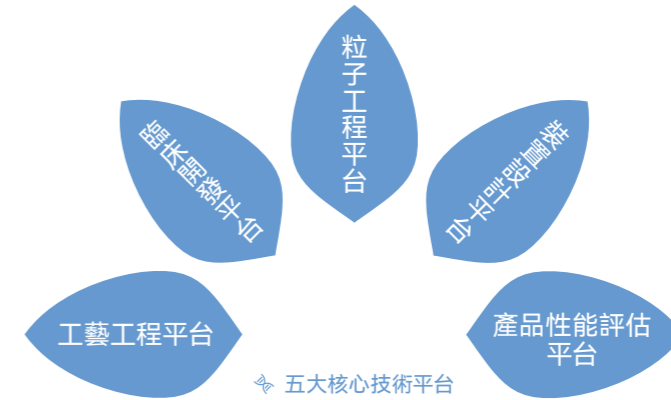 粒子工程平台
臨床開發平台
裝置設計平台
工藝工程平台
產品性能評估
平台
五大核心技術平台